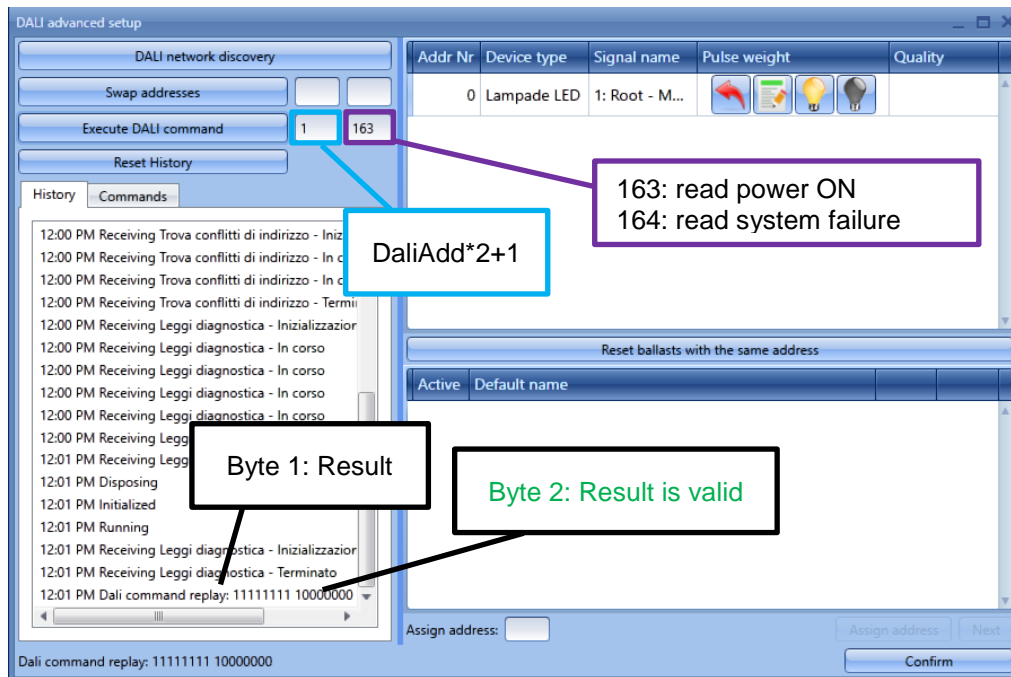 DALI advanced setup
DALI network discovery
Swap addresses
Execute DALI command 1 163
Reset History
History Commands
12:00 PM Receiving Trova conflitti di indirizzo - Iniz
12:00 PM Receiving Trova conflitti di indirizzo - In c
12:00 PM Receiving Trova conflitti di indirizzo - In c
12:00 PM Receiving Trova conflitti di indirizzo - Termi
12:00 PM Receiving Leggi diagnostica - Inizializzazior
12:00 PM Receiving Leggi diagnostica - In corso
12:00 PM Receiving Leggi diagnostica - In corso
12:00 PM Receiving Leggi diagnostica - In corso
12:00 PM Receiving Leggi diagnostica - In corso
12:00 PM Receiving Legg
12:01 PM Receiving Legg
12:01 PM Disposing
12:01 PM Initialized
12:01 PM Running
12:01 PM Receiving Leggi diagnostica - Inizializzazior
12:01 PM Receiving Leggi diagnostica - Terminato
12:01 PM Dali command replay: 11111111 10000000
Dali command replay: 11111111 10000000
DaliAdd*2+1
Byte 1: Result
Addr Nr Device type Signal name Pulse weight Quality
0 Lampade LED 1: Root - M...
163: read power ON
164: read system failure
Reset ballasts with the same address
Active Default name
Byte 2: Result is valid
Assign address:
Assign address Next
Confirm